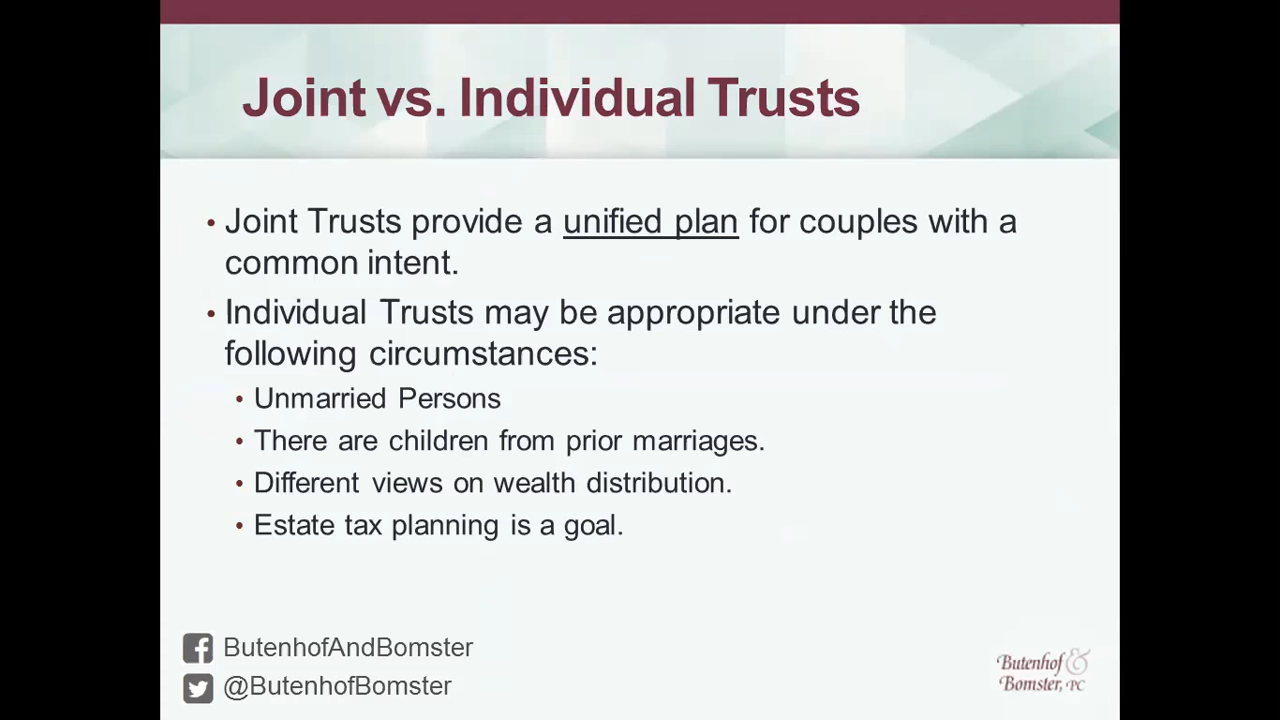 Joint vs. Individual Trusts
• Joint Trusts provide a unified plan for couples with a
common intent.
• Individual Trusts may be appropriate under the
following circumstances:
• Unmarried Persons
• There are children from prior marriages.
• Different views on wealth distribution.
• Estate tax planning is a goal.
ButenhofAndBomster
@ButenhofBomster
Butenhof &
Bomster, PC